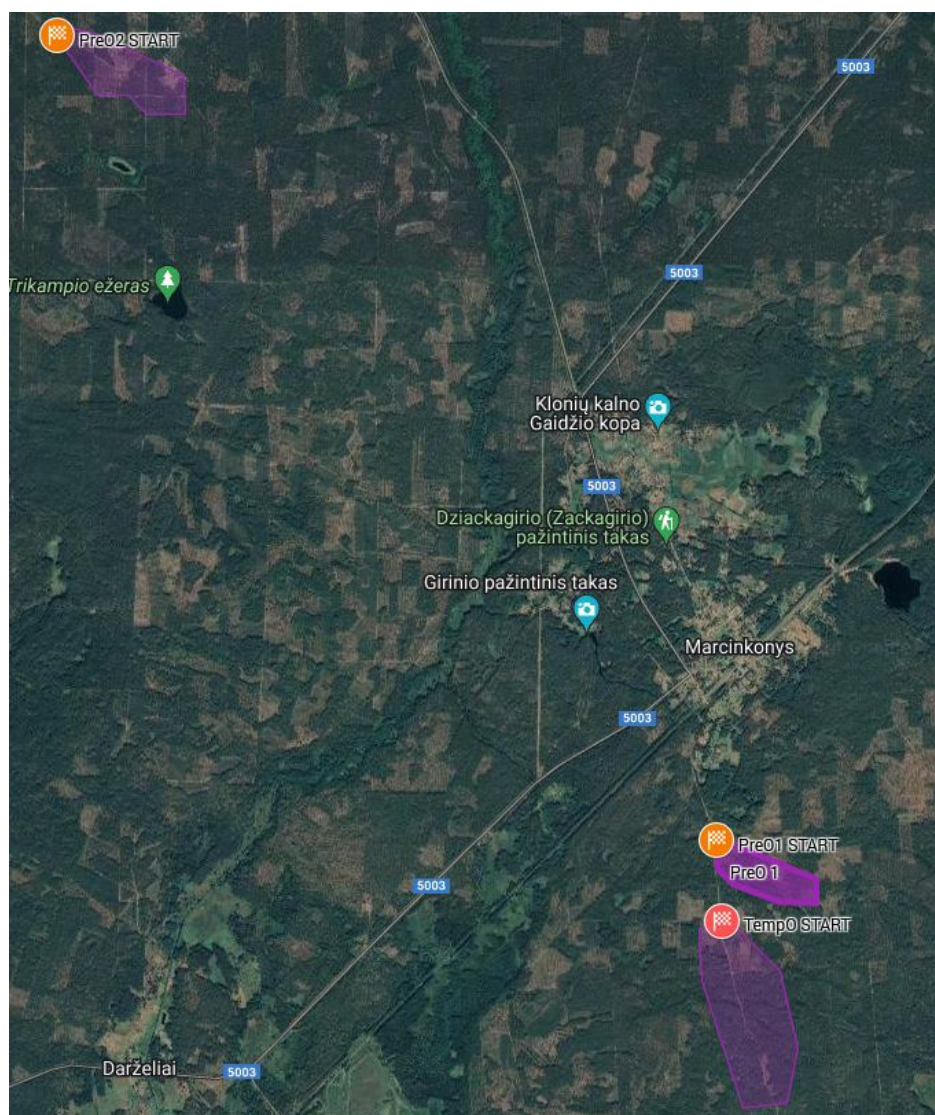 PreO2 START
5003
5003
Trikampio ežeras
Klonių kalno
Gaidžio kopa
5003
Dziackagirio (Zackagirio)
pažintinis takas
Girinio pažintinis takas
Marcinkonys
5003
PreO1 START
PreO 1
5003
TempO START
Darželiai
5003